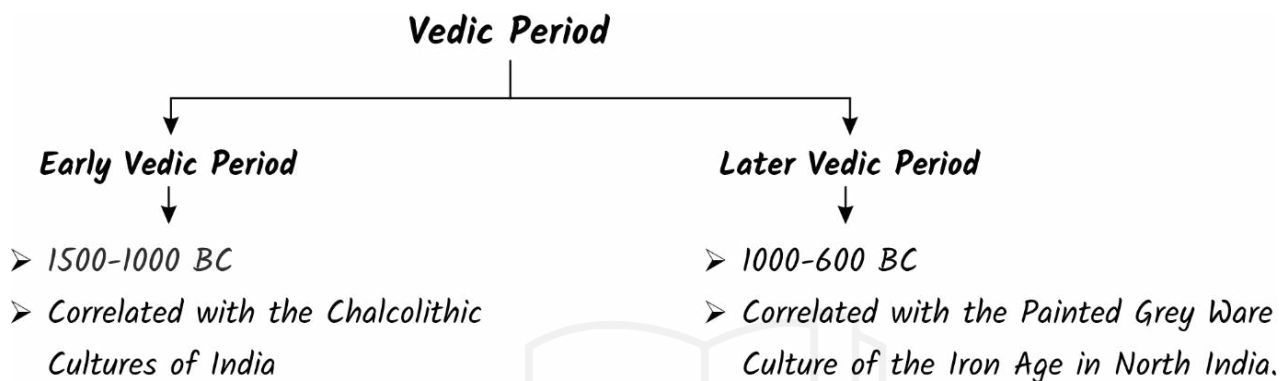 Vedic Period
Early Vedic Period
➢ 1500-1000 BC
➢ Correlated with the Chalcolithic
Cultures of India
Later Vedic Period
➢ 1000-600 BC
➢ Correlated with the Painted Grey Ware
Culture of the Iron Age in North India.